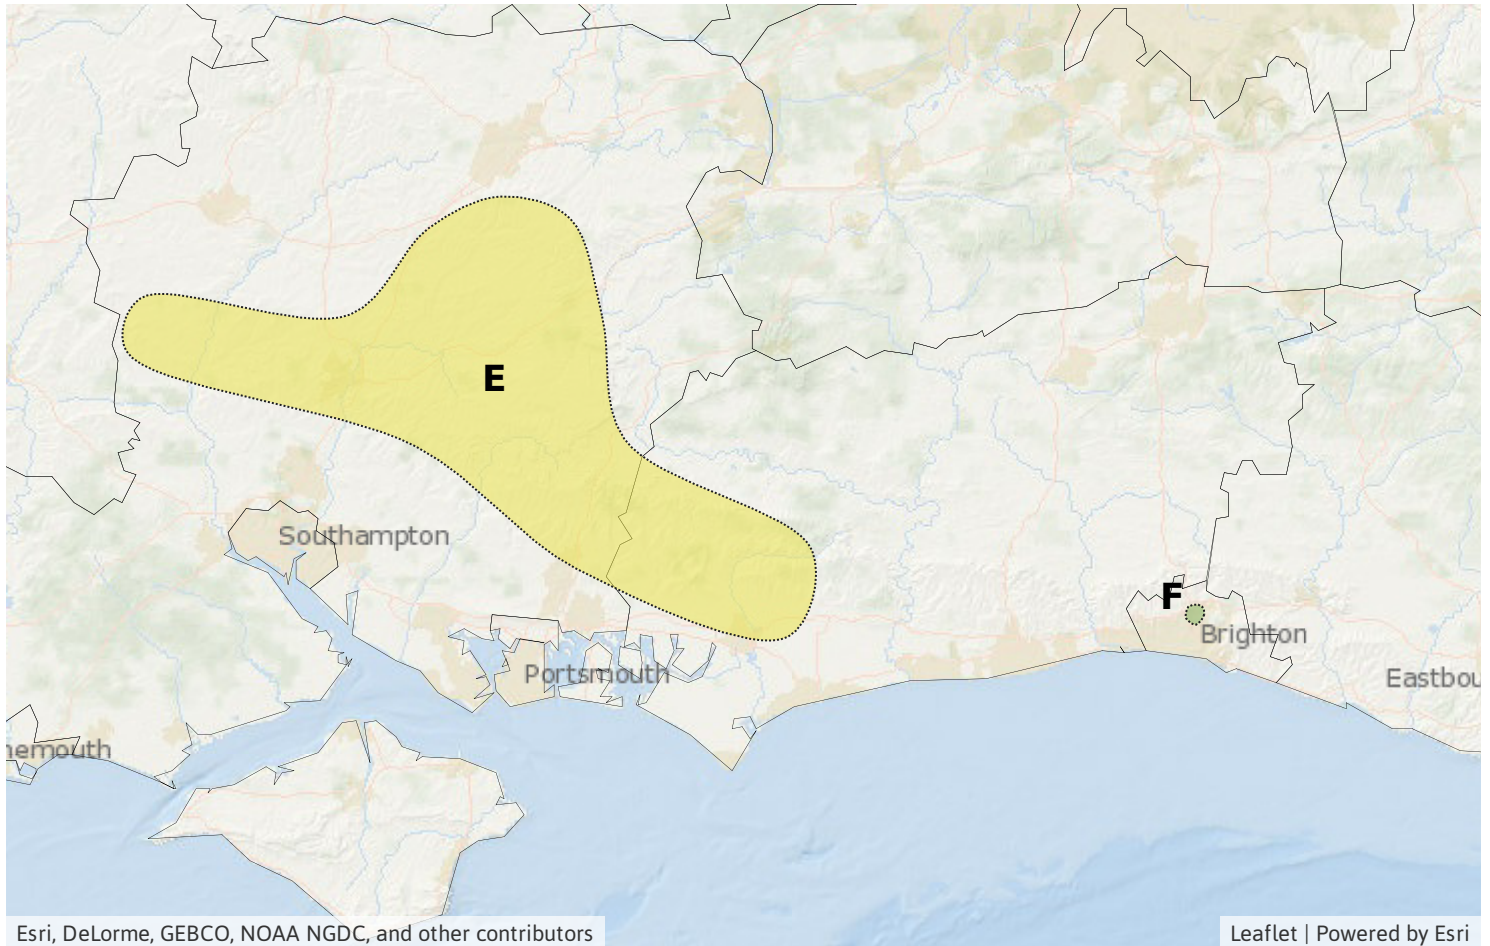 E
Southampton
F
Brighton
Portsmouth
Eastbou
nemouth
Esri, DeLorme, GEBCO, NOAA NGDC, and other contributors
Leaflet | Powered by Esri